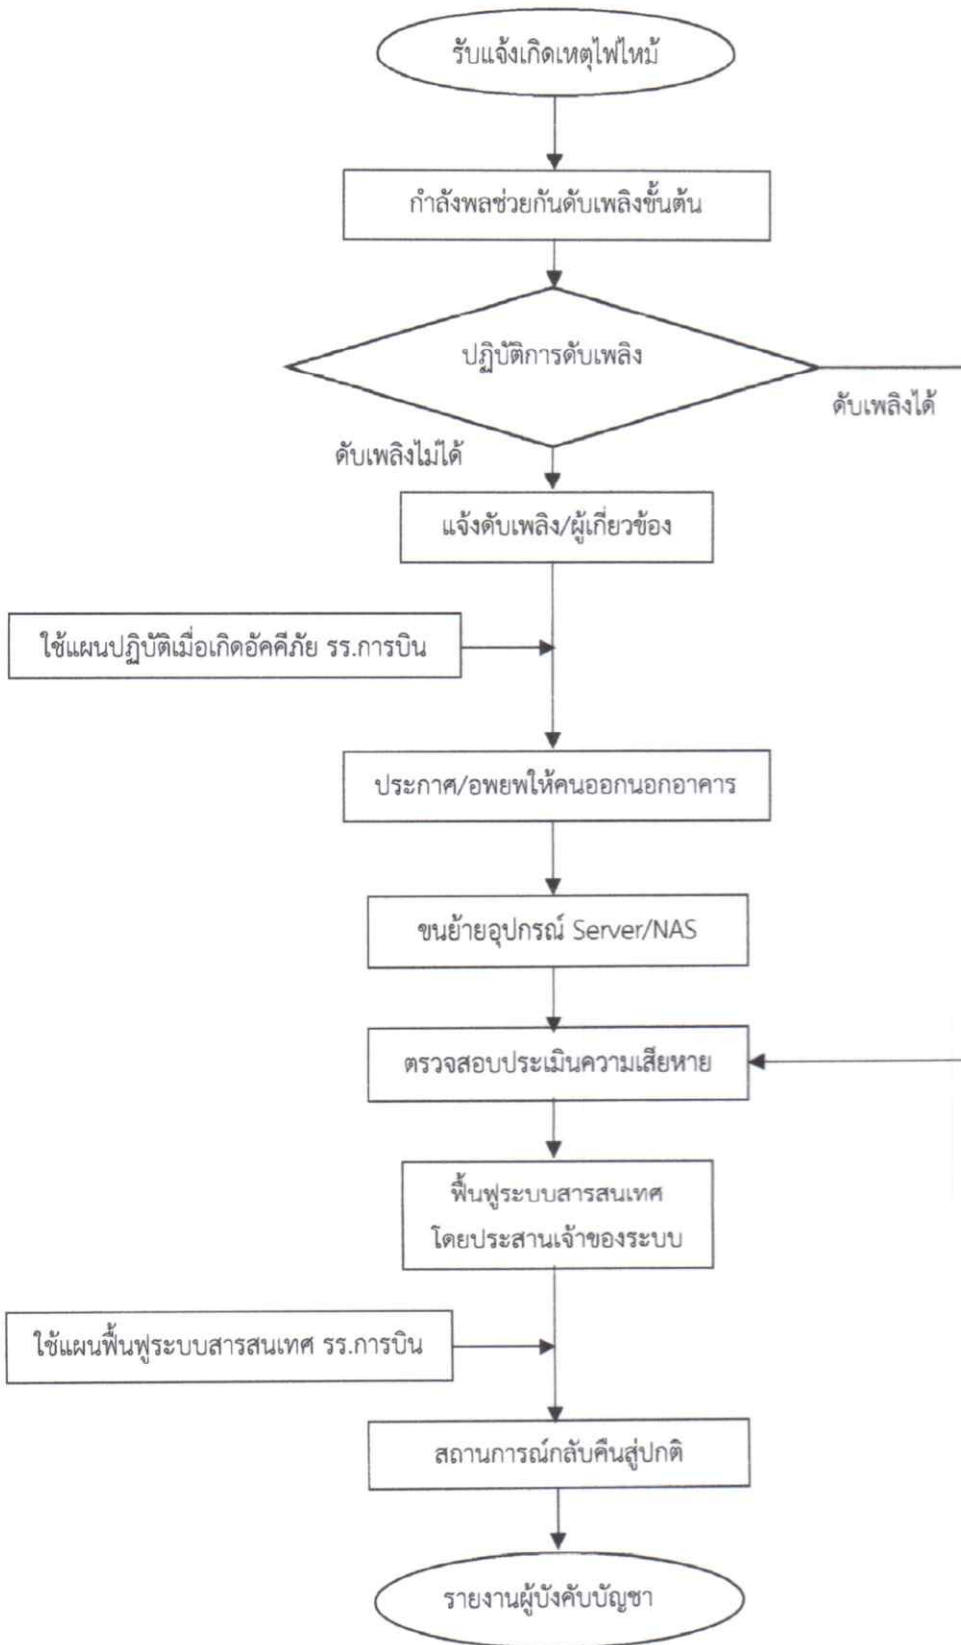 รับแจ้งเกิดเหตุไฟไหม้
กำลังพลช่วยกันดับเพลิงขั้นต้น
ปฏิบัติการดับเพลิง
ดับเพลิงได้
ดับเพลิงไม่ได้
แจ้งดับเพลิง/ผู้เกี่ยวข้อง
ใช้แผนปฏิบัติเมื่อเกิดอัคคีภัย รร.การบิน
ประกาศ/อพยพให้คนออกนอกอาคาร
ขนย้ายอุปกรณ์ Server/NAS
ตรวจสอบประเมินความเสียหาย
ฟื้นฟูระบบสารสนเทศ
โดยประสานเจ้าของระบบ
ใช้แผนฟื้นฟูระบบสารสนเทศ รร.การบิน
สถานการณ์กลับคืนสู่ปกติ
รายงานผู้บังคับบัญชา